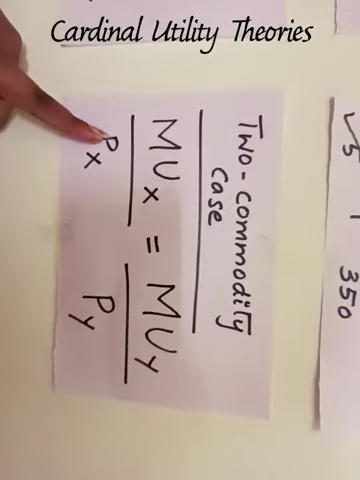 Cardinal Utility Theories
Two-commodity
Case
MUx = MUy
Px Py
350